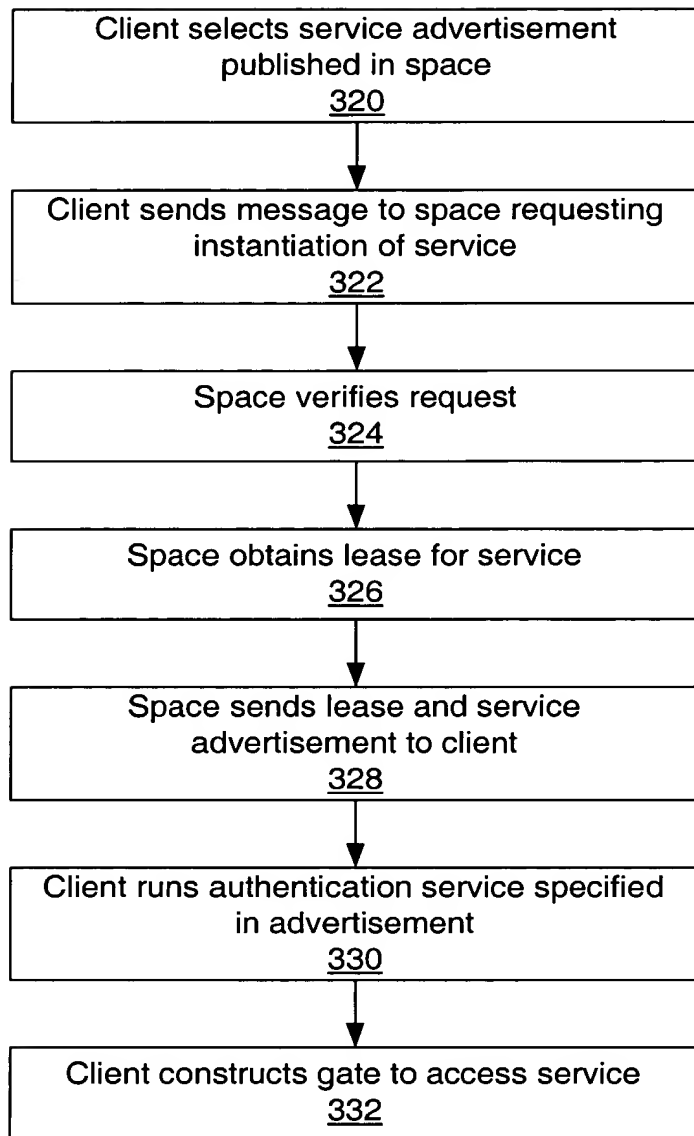 Client selects service advertisement
published in space
320
Client sends message to space requesting
instantiation of service
322
Space verifies request
324
Space obtains lease for service
326
Space sends lease and service
advertisement to client
328
Client runs authentication service specified
in advertisement
330
Client constructs gate to access service
332